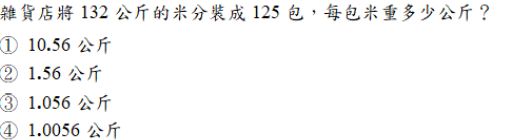 雜貨店將 132 公斤的米分裝成 125 包，每包米重多少公斤？
① 10.56 公斤
② 1.56 公斤
③ 1.056 公斤
④ 1.0056 公斤